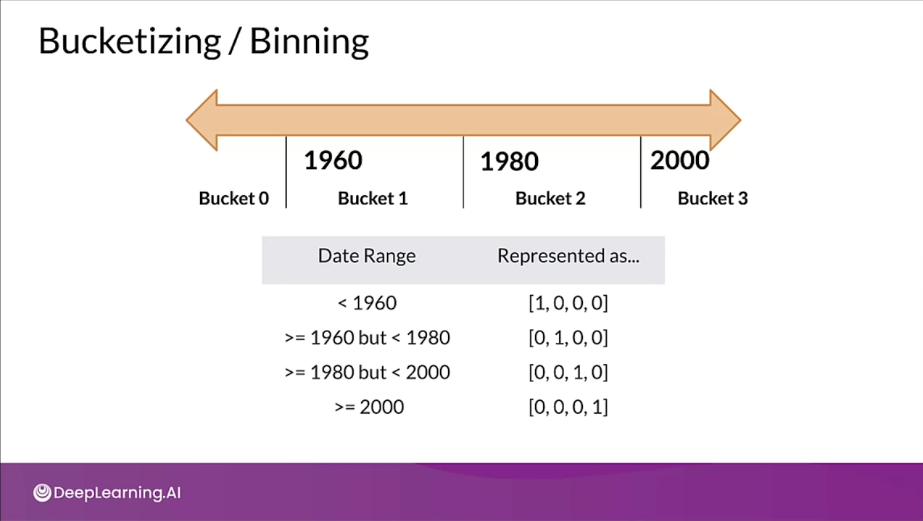 Bucketizing / Binning
1960 1980 2000
Bucket 0 Bucket 1 Bucket 2 Bucket 3
Date Range Represented as...
< 1960 [1, 0, 0, 0]
>= 1960 but < 1980 [0, 1, 0, 0]
>= 1980 but < 2000 [0, 0, 1, 0]
>= 2000 [0, 0, 0, 1]
DeepLearning.AI